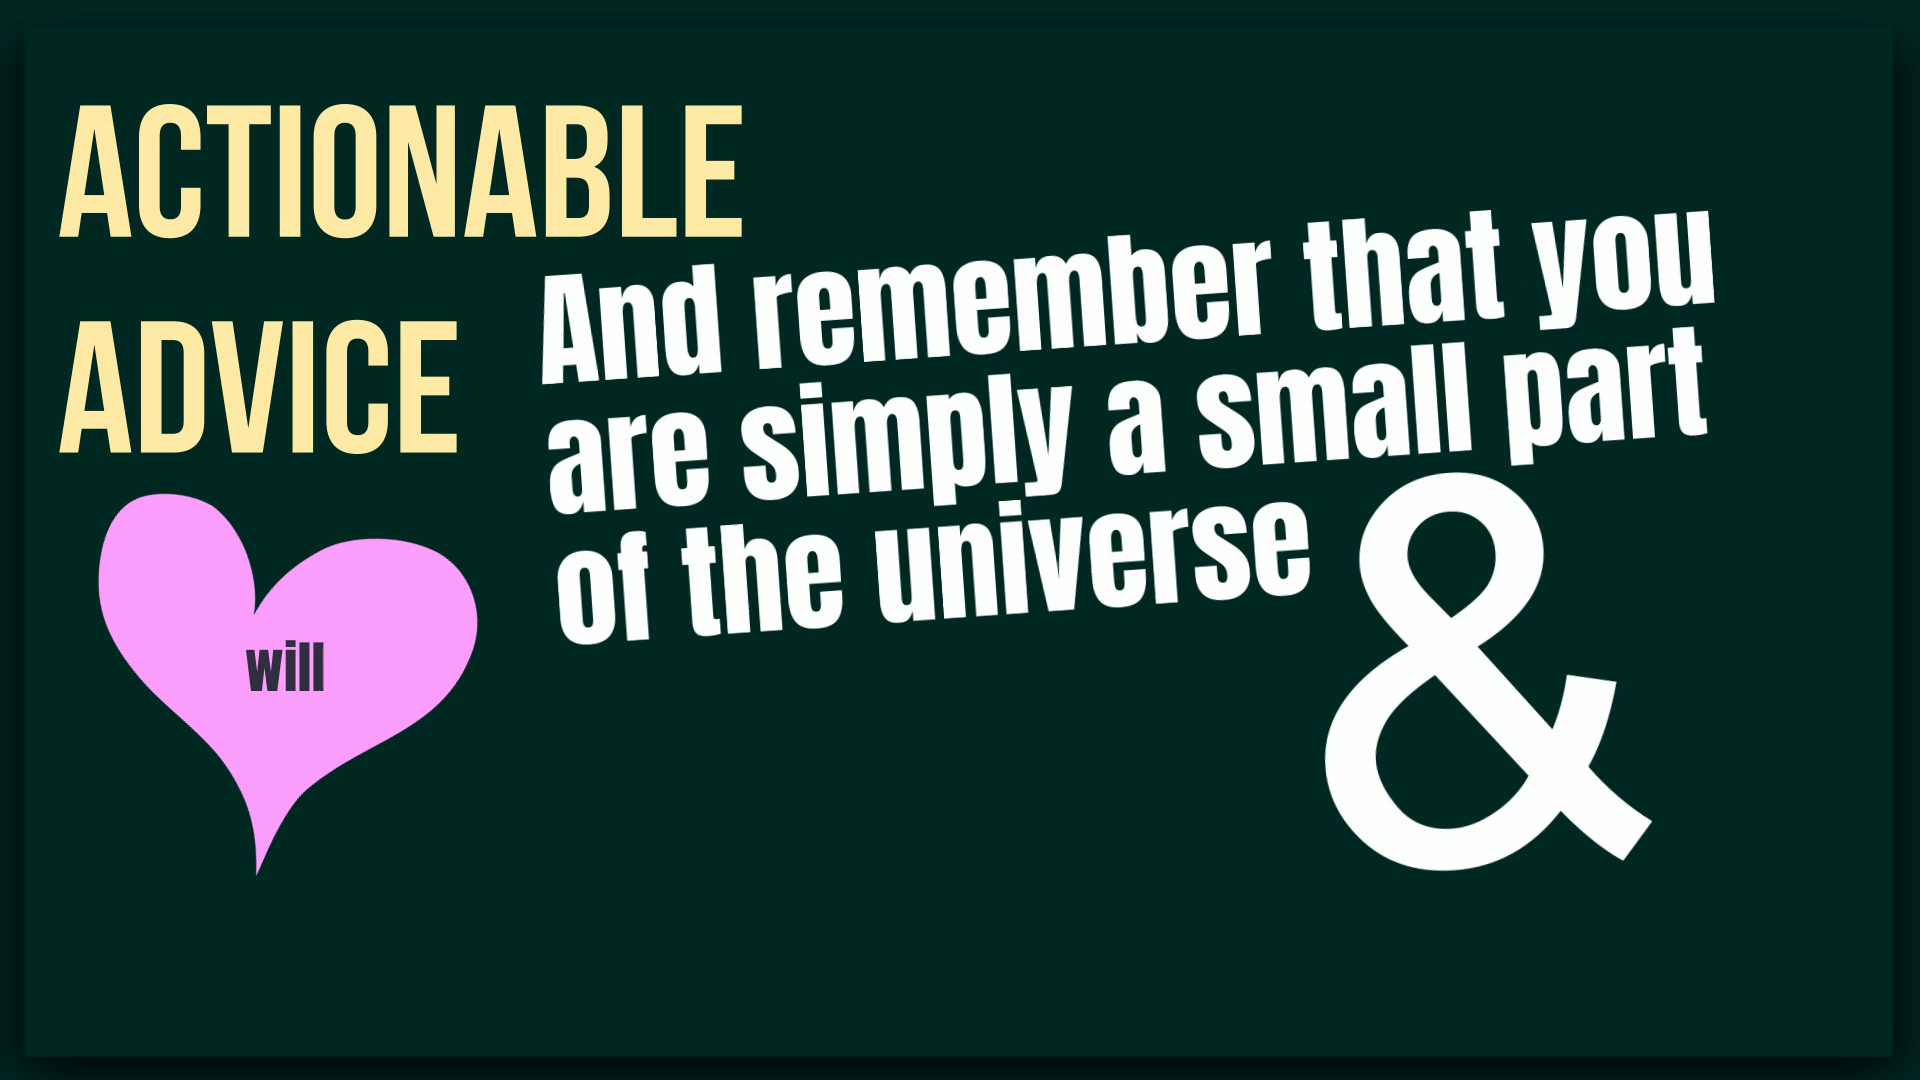 ACTIONABLE
ADVICE
And remember that you
are simply a small part
of the universe
&
will